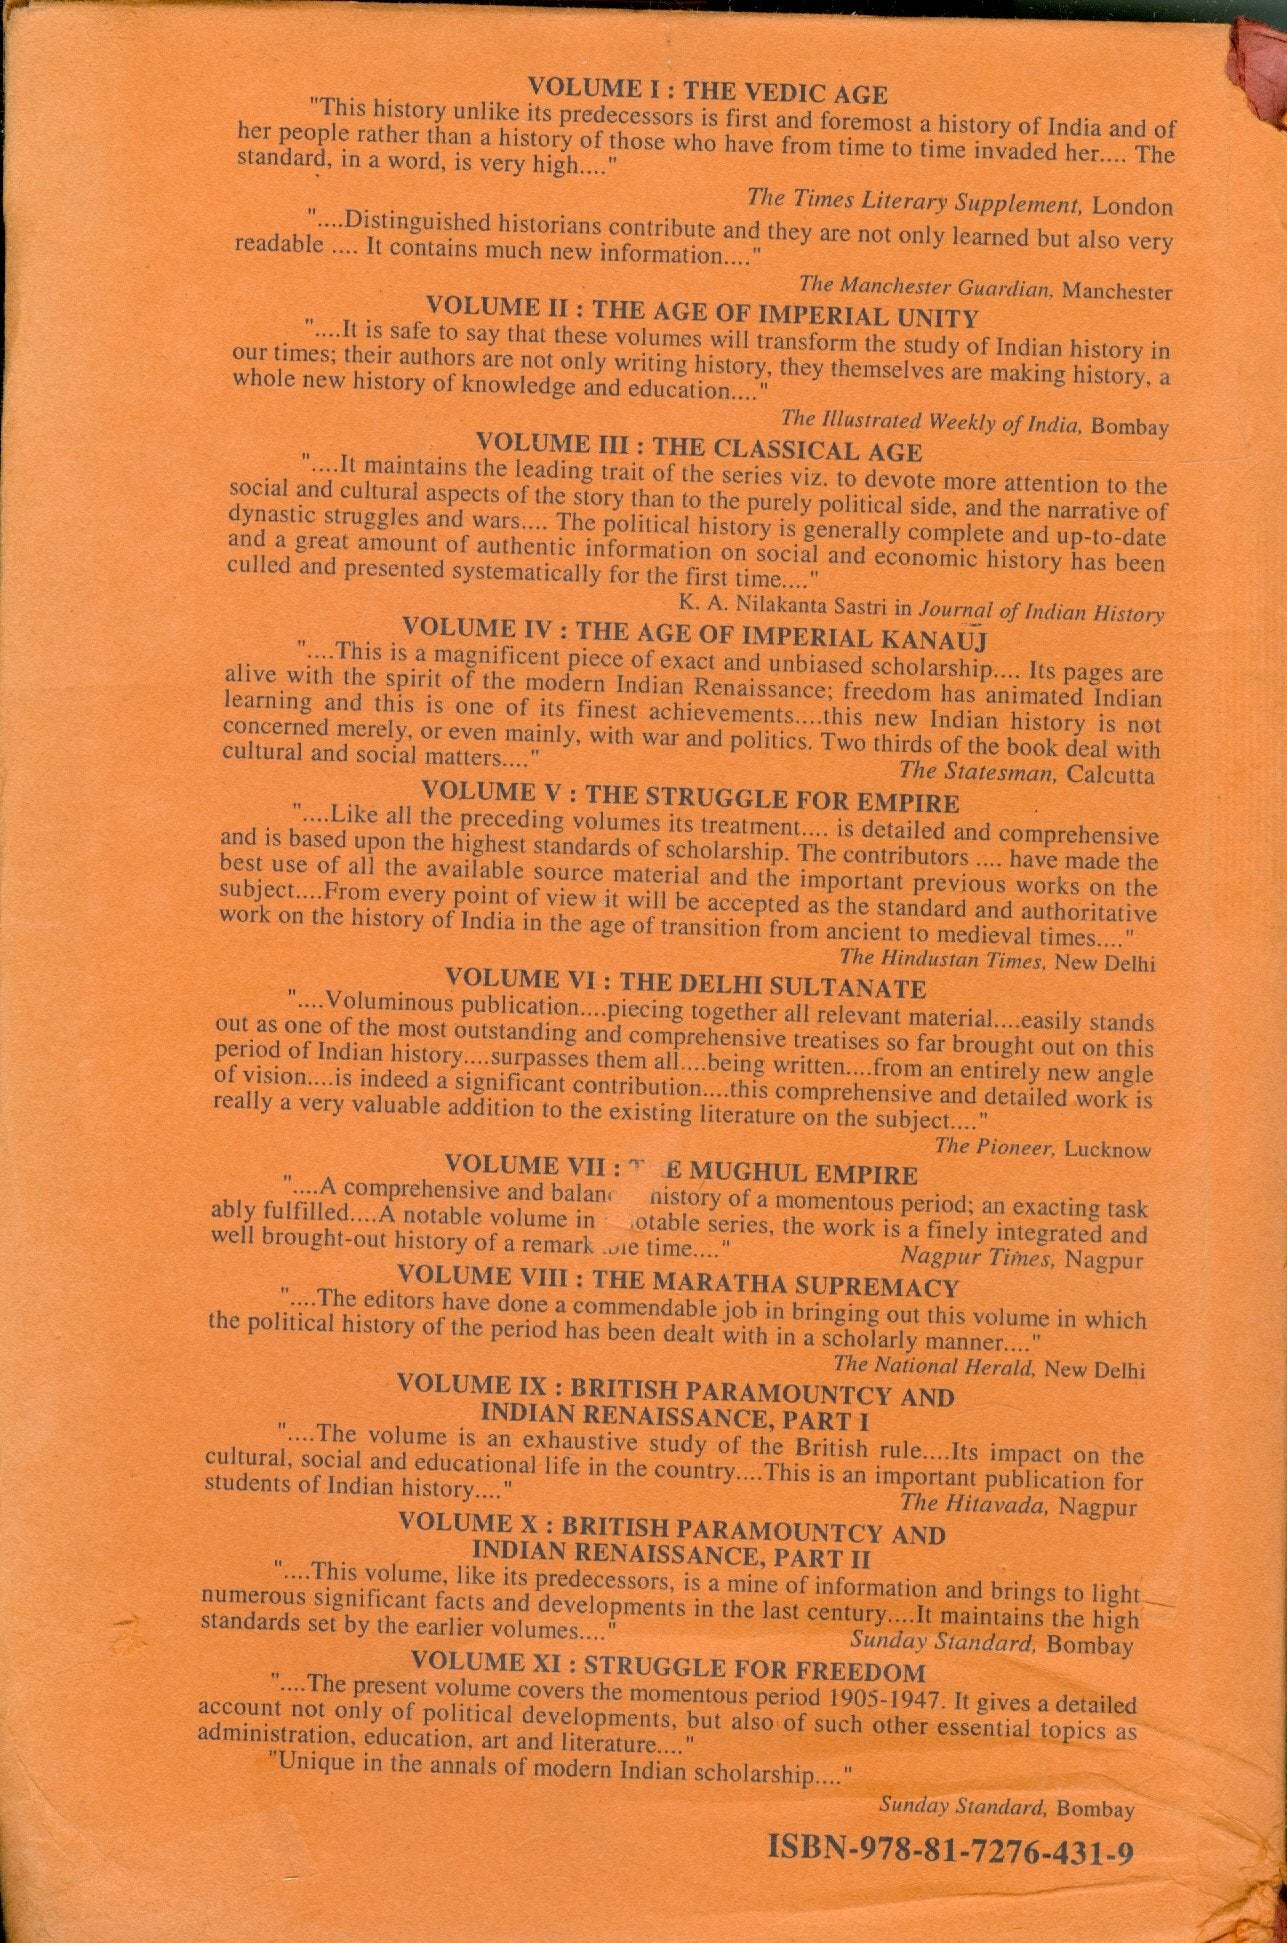 VOLUME I : THE VEDIC AGE
"This history unlike its predecessors is first and foremost a history of India and of
her people rather than a history of those who have from time to time invaded her.... The
standard, in a word, is very high...."
The Times Literary Supplement, London
"....Distinguished historians contribute and they are not only learned but also very
readable .... It contains much new information...."
The Manchester Guardian, Manchester
VOLUME II : THE AGE OF IMPERIAL UNITY
"....It is safe to say that these volumes will transform the study of Indian history in
our times; their authors are not only writing history, they themselves are making history, a
whole new history of knowledge and education...."
The Illustrated Weekly of India, Bombay
VOLUME III : THE CLASSICAL AGE
"....It maintains the leading trait of the series viz. to devote more attention to the
social and cultural aspects of the story than to the purely political side, and the narrative of
dynastic struggles and wars.... The political history is generally complete and up-to-date
and a great amount of authentic information on social and economic history has been
culled and presented systematically for the first time...."
K. A. Nilakanta Sastri in Journal of Indian History
VOLUME IV : THE AGE OF IMPERIAL KANAUJ
"....This is a magnificent piece of exact and unbiased scholarship.... Its pages are
alive with the spirit of the modern Indian Renaissance; freedom has animated Indian
learning and this is one of its finest achievements....this new Indian history is not
concerned merely, or even mainly, with war and politics. Two thirds of the book deal with
cultural and social matters...."
The Statesman, Calcutta
VOLUME V : THE STRUGGLE FOR EMPIRE
"....Like all the preceding volumes its treatment.... is detailed and comprehensive
and is based upon the highest standards of scholarship. The contributors .... have made the
best use of all the available source material and the important previous works on the
subject....From every point of view it will be accepted as the standard and authoritative
work on the history of India in the age of transition from ancient to medieval times...."
The Hindustan Times, New Delhi
VOLUME VI : THE DELHI SULTANATE
"....Voluminous publication....piecing together all relevant material....easily stands
out as one of the most outstanding and comprehensive treatises so far brought out on this
period of Indian history....surpasses them all....being written....from an entirely new angle
of vision....is indeed a significant contribution....this comprehensive and detailed work is
really a very valuable addition to the existing literature on the subject...."
The Pioneer, Lucknow
VOLUME VII : MUGHUL EMPIRE
"....A comprehensive and history of a momentous period; an exacting task
ably fulfilled....A notable volume in series, the work is a finely integrated and
well brought-out history of a time...." Nagpur Times, Nagpur
VOLUME VIII : THE MARATHA SUPREMACY
"....The editors have done a commendable job in bringing out this volume in which
the political history of the period has been dealt with in a scholarly manner...."
The National Herald, New Delhi
VOLUME IX : BRITISH PARAMOUNTCY AND
INDIAN RENAISSANCE, PART I
"....The volume is an exhaustive study of the British rule....Its impact on the
cultural, social and educational life in the country....This is an important publication for
students of Indian history...."
The Hitavada, Nagpur
VOLUME X : BRITISH PARAMOUNTCY AND
INDIAN RENAISSANCE, PART II
"....This volume, like its predecessors, is a mine of information and brings to light
numerous significant facts and developments in the last century....It maintains the high
standards set by the earlier volumes...."
Sunday Standard, Bombay
VOLUME XI : STRUGGLE FOR FREEDOM
"....The present volume covers the momentous period 1905-1947. It gives a detailed
account not only of political developments, but also of such other essential topics as
administration, education, art and literature...."
"Unique in the annals of modern Indian scholarship...."
Sunday Standard, Bombay
ISBN-978-81-7276-431-9